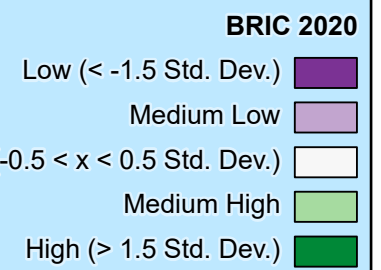 BRIC 2020
Low (< -1.5 Std. Dev.)
Medium Low
-0.5 < x < 0.5 Std. Dev.)
Medium High
High (> 1.5 Std. Dev.)